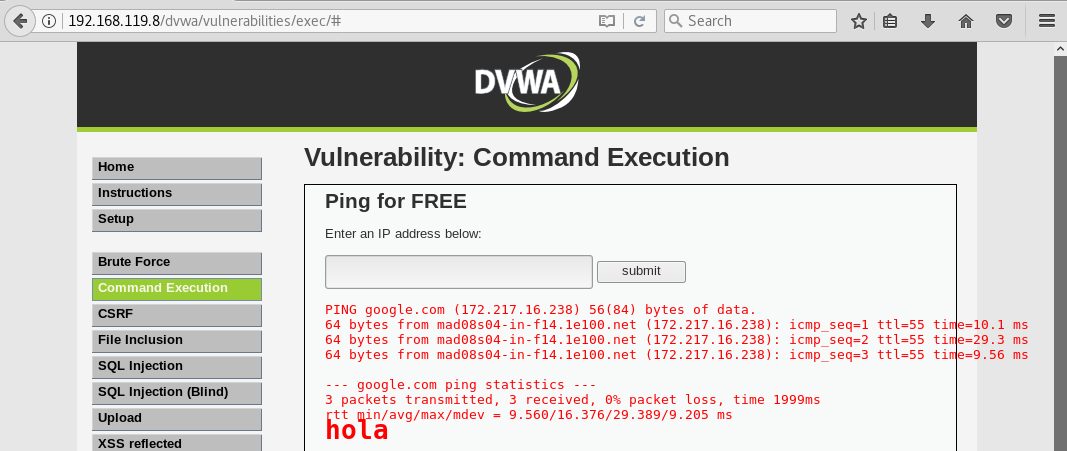 192.168.119.8/dvwa/vulnerabilities/exec/#
Search
DVWA
Home
Instructions
Setup
Brute Force
Command Execution
CSRF
File Inclusion
SQL Injection
SQL Injection (Blind)
Upload
XSS reflected
Vulnerability: Command Execution
Ping for FREE
Enter an IP address below:
submit
PING google.com (172.217.16.238) 56(84) bytes of data.
64 bytes from mad08s04-in-f14.1e100.net (172.217.16.238): icmp_seq=1 ttl=55 time=10.1 ms
64 bytes from mad08s04-in-f14.1e100.net (172.217.16.238): icmp_seq=2 ttl=55 time=29.3 ms
64 bytes from mad08s04-in-f14.1e100.net (172.217.16.238): icmp_seq=3 ttl=55 time=9.56 ms
--- google.com ping statistics ---
3 packets transmitted, 3 received, 0% packet loss, time 1999ms
rtt min/avg/max/mdev = 9.560/16.376/29.389/9.205 ms
hola